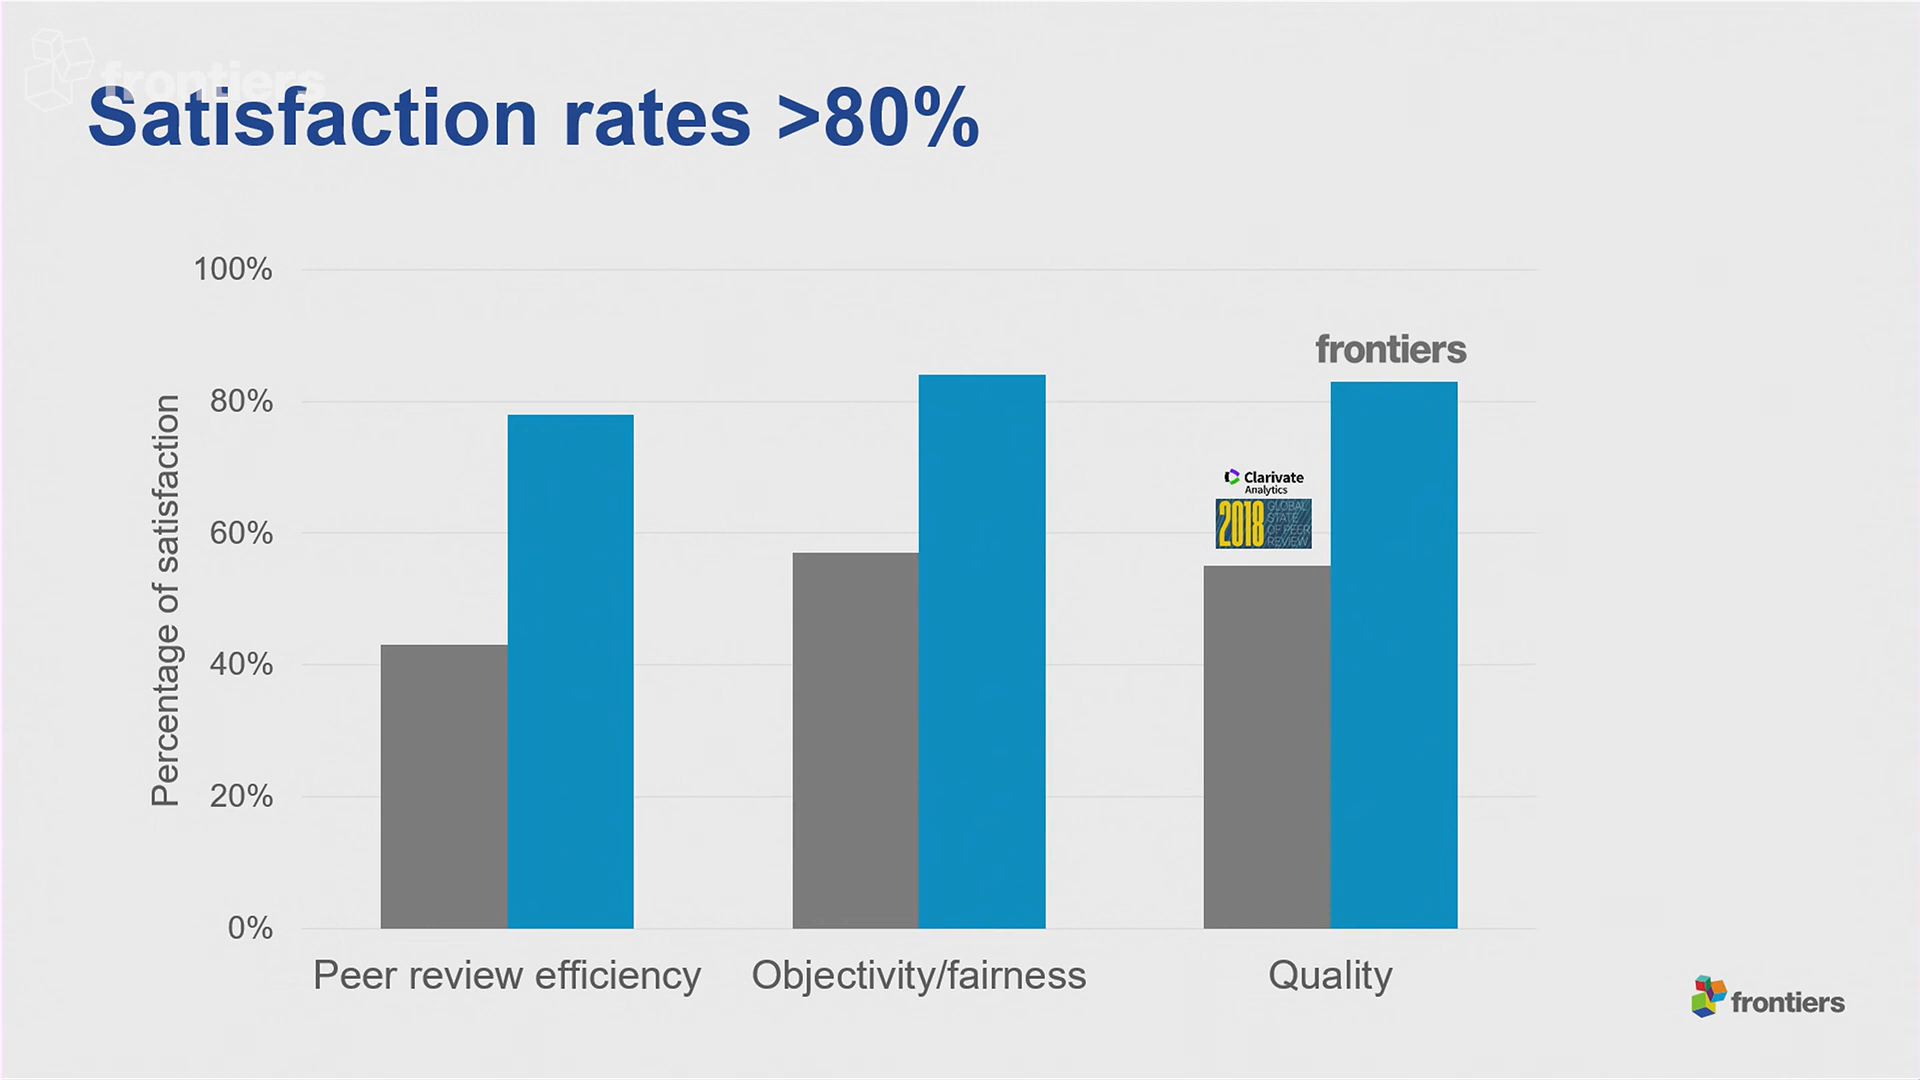 frontiers
Satisfaction rates >80%
100%
80%
60%
40%
20%
0%
Percentage of satisfaction
frontiers
Clarivate
Analytics
2018
GLOBAL
STATE
OF PEER
REVIEW
Peer review efficiency
Objectivity/fairness
Quality
frontiers